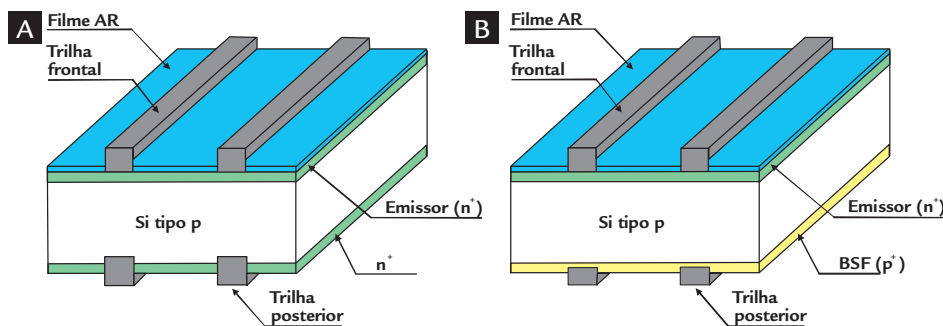 A
Filme AR
Trilha
frontal
Si tipo p
Emissor (n⁺)
n⁺
Trilha
posterior
B
Filme AR
Trilha
frontal
Si tipo p
Emissor (n⁺)
BSF (p⁺)
Trilha
posterior